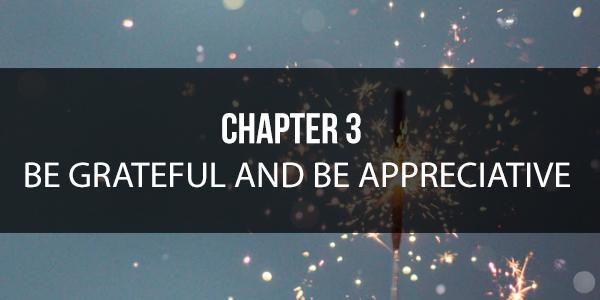 CHAPTER 3
BE GRATEFUL AND BE APPRECIATIVE